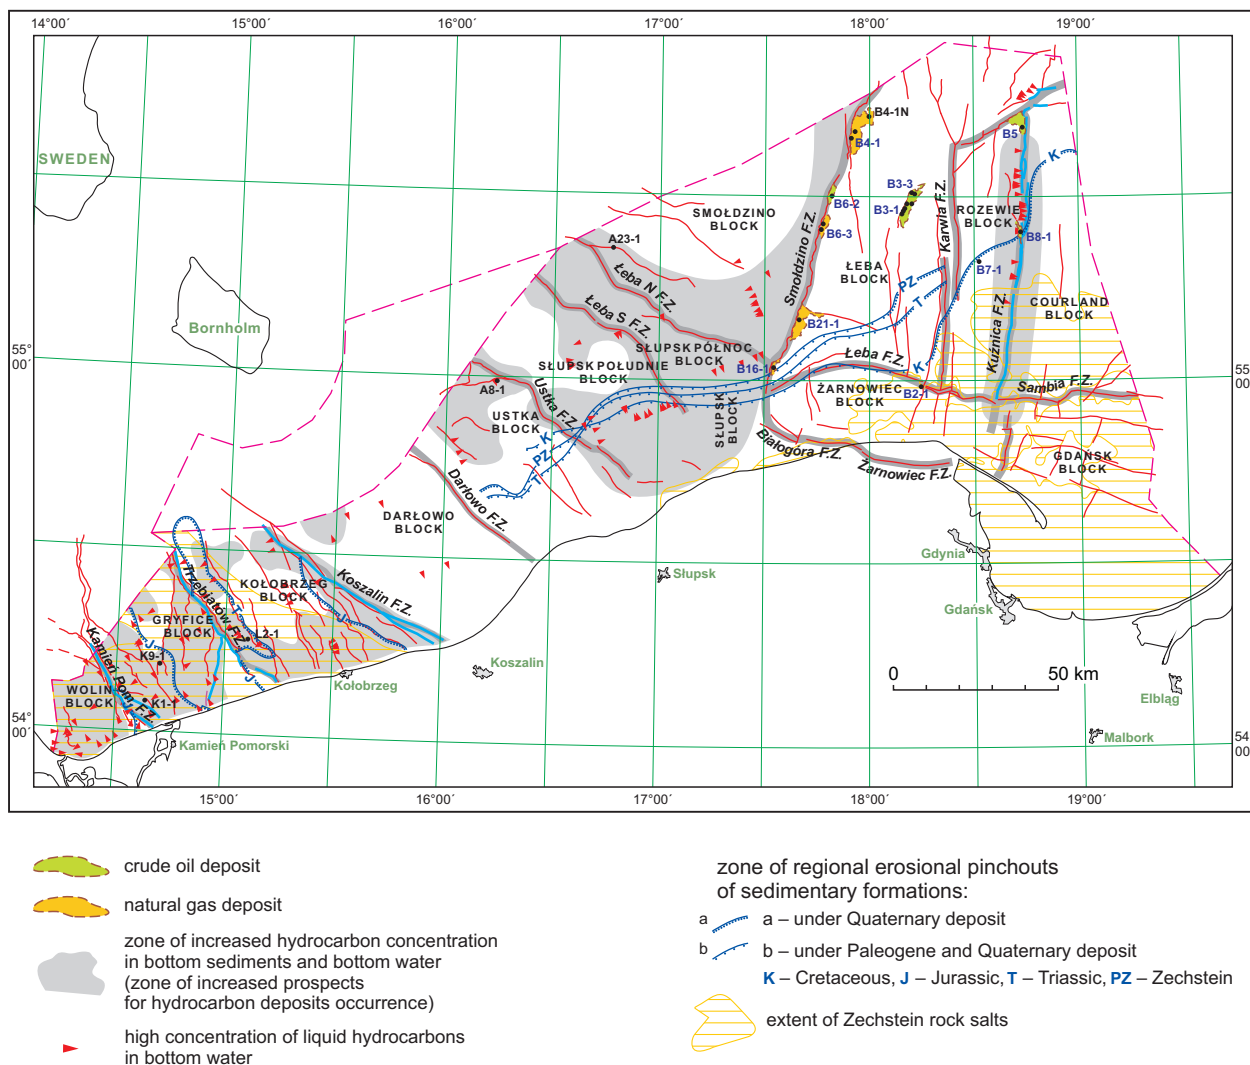 14°00´ 15°00´ 16°00´ 17°00´ 18°00´ 19°00´
B4-1N
B4-1
B5
K
SWEDEN
B3-3
B6-2
B3-1
SMOŁDZINO
BLOCK
ROZEWIE
BLOCK
Karwia F.Z.
B6-3
B8-1
A23-1
Smołdzino F.Z.
ŁEBA
BLOCK
B7-1
Łeba N F.Z.
PZ
T
COURLAND
BLOCK
Bornholm
Łeba S F.Z.
B21-1
Kuźnica F.Z.
SŁUPSK PÓŁNOC
BLOCK
Łeba F.Z.
55
00´
SŁUPSK POŁUDNIE
BLOCK
B16-1
K
55
00´
A8-1
Ustka F.Z.
ŻARNOWIEC
BLOCK
B2-1
Sambia F.Z.
USTKA
BLOCK
SŁUPSK
BLOCK
K
PZ
T
Białogóra F.Z.
Żarnowiec F.Z.
GDAŃSK
BLOCK
Darłowo F.Z.
DARŁOWO
BLOCK
Gdynia
Trzebiatów F.Z.
KOŁOBRZEG
BLOCK
Koszalin F.Z.
Słupsk
T
J
Gdańsk
GRYFICE
BLOCK
L2-1
Kamień Pom. F.Z.
J
K9-1
Koszalin
J
Kołobrzeg
0 50 km
WOLIN
BLOCK
K1-1
Elbląg
54
00´
Kamień Pomorski
Malbork
54
00´
15°00´ 16°00´ 17°00´ 18°00´ 19°00´
crude oil deposit
natural gas deposit
zone of increased hydrocarbon concentration
in bottom sediments and bottom water
(zone of increased prospects
for hydrocarbon deposits occurrence)
high concentration of liquid hydrocarbons
in bottom water
zone of regional erosional pinchouts
of sedimentary formations:
a a – under Quaternary deposit
b b – under Paleogene and Quaternary deposit
K – Cretaceous, J – Jurassic, T – Triassic, PZ – Zechstein
extent of Zechstein rock salts